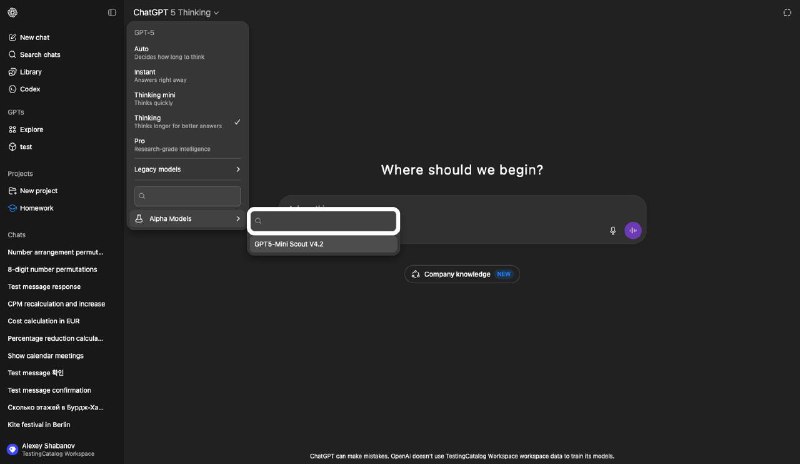 ChatGPT 5 Thinking
New chat
Search chats
Library
Codex
GPTs
Explore
test
Projects
New project
Homework
Chats
Number arrangement permut...
8-digit number permutations
Test message response
CPM recalculation and increase
Cost calculation in EUR
Percentage reduction calcula...
Show calendar meetings
Test message 확인
Test message confirmation
Сколько этажей в Бурдж-Ха...
Kite festival in Berlin
Alexey Shabanov
TestingCatalog Workspace
GPT-5
Auto
Decides how long to think
Instant
Answers right away
Thinking mini
Thinks quickly
Thinking
Thinks longer for better answers
Pro
Research-grade intelligence
Legacy models
Alpha Models
GPT5-Mini Scout V4.2
Where should we begin?
Company knowledge NEW
ChatGPT can make mistakes. OpenAI doesn't use TestingCatalog Workspace workspace data to train its models.